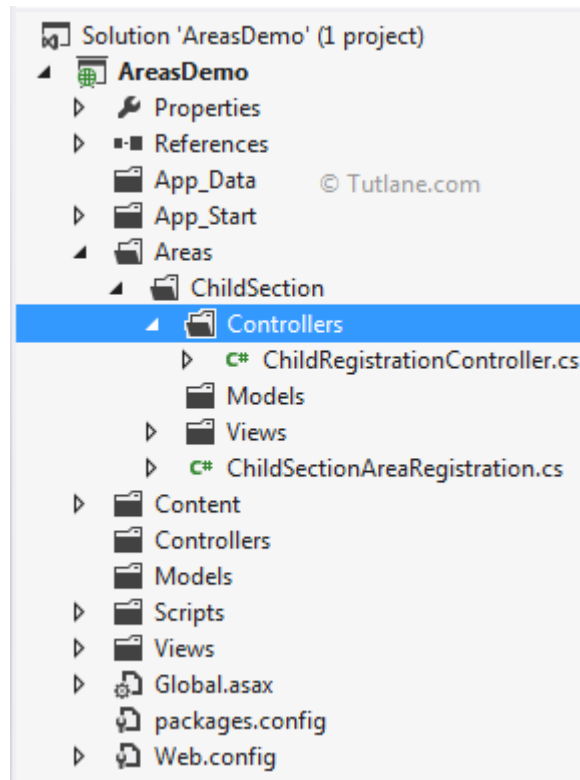 Solution 'AreasDemo' (1 project)
AreasDemo
Properties
References
App_Data
© Tutlane.com
App_Start
Areas
ChildSection
Controllers
C# ChildRegistrationController.cs
Models
Views
C# ChildSectionAreaRegistration.cs
Content
Controllers
Models
Scripts
Views
Global.asax
packages.config
Web.config